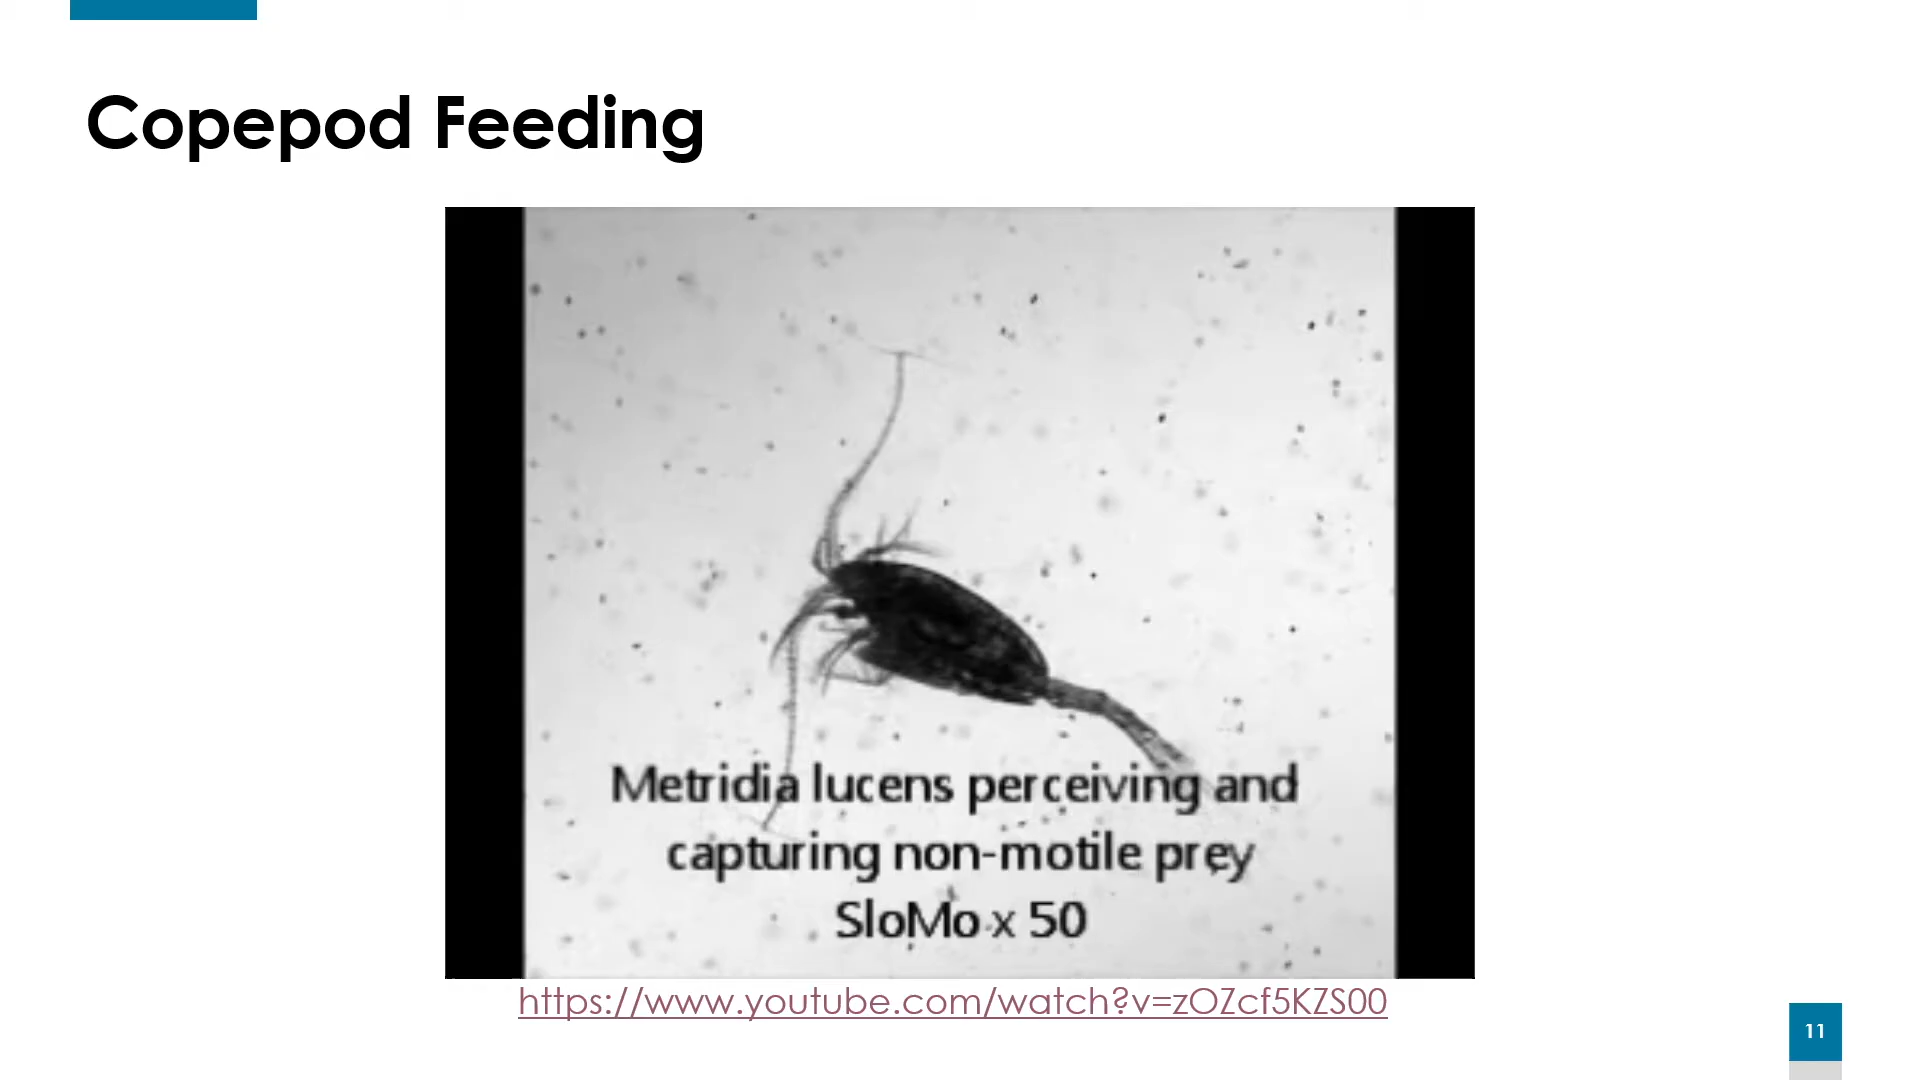 Copepod Feeding
Metridia lucens perceiving and
capturing non-motile prey
SloMo x 50
https://www.youtube.com/watch?v=zOZcf5KZS00
11